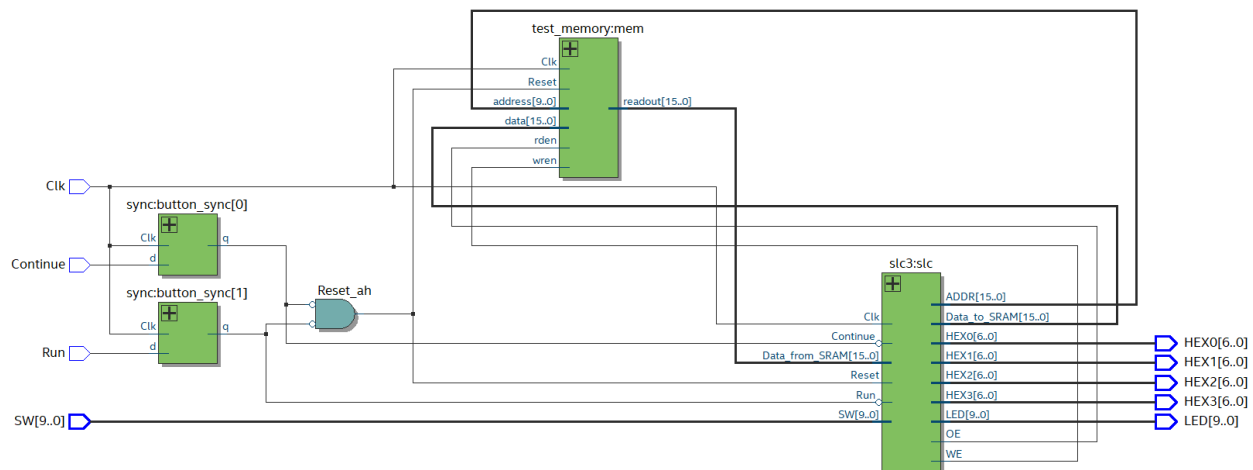 test_memory:mem
Clk
Reset
address[9..0]
readout[15..0]
data[15..0]
rden
wren
Clk
sync:button_sync[0]
Clk
q
d
Continue
sync:button_sync[1]
Clk
q
d
Run
Reset_ah
slc3:slc
ADDR[15..0]
Clk
Data_to_SRAM[15..0]
Continue
HEX0[6..0]
HEX0[6..0]
Data_from_SRAM[15..0]
HEX1[6..0]
HEX1[6..0]
Reset
HEX2[6..0]
HEX2[6..0]
Run
HEX3[6..0]
HEX3[6..0]
SW[9..0]
SW[9..0]
LED[9..0]
LED[9..0]
OE
WE